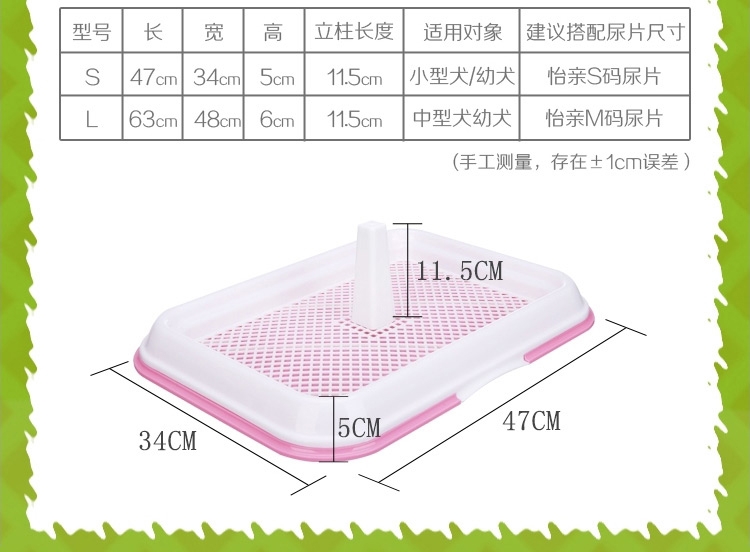 型号 长 宽 高 立柱长度 适用对象 建议搭配尿片尺寸
S 47cm 34cm 5cm 11.5cm 小型犬/幼犬 怡亲S码尿片
L 63cm 48cm 6cm 11.5cm 中型犬幼犬 怡亲M码尿片
(手工测量，存在±1cm误差)
11.5CM
5CM
47CM
34CM